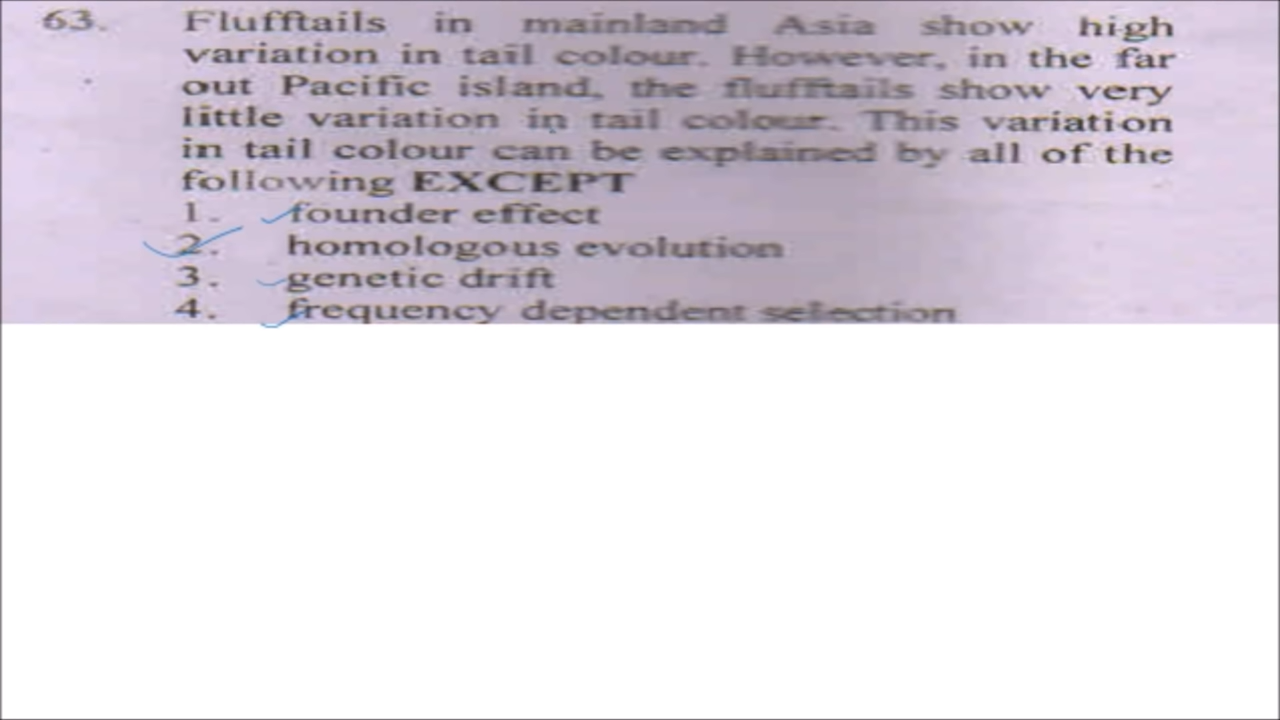 63. Flufftails in mainland Asia show high
variation in tail colour. However, in the far
out Pacific island, the flufftails show very
little variation in tail colour. This variation
in tail colour can be explained by all of the
following EXCEPT
1. founder effect
2. homologous evolution
3. genetic drift
4. frequency dependent selection